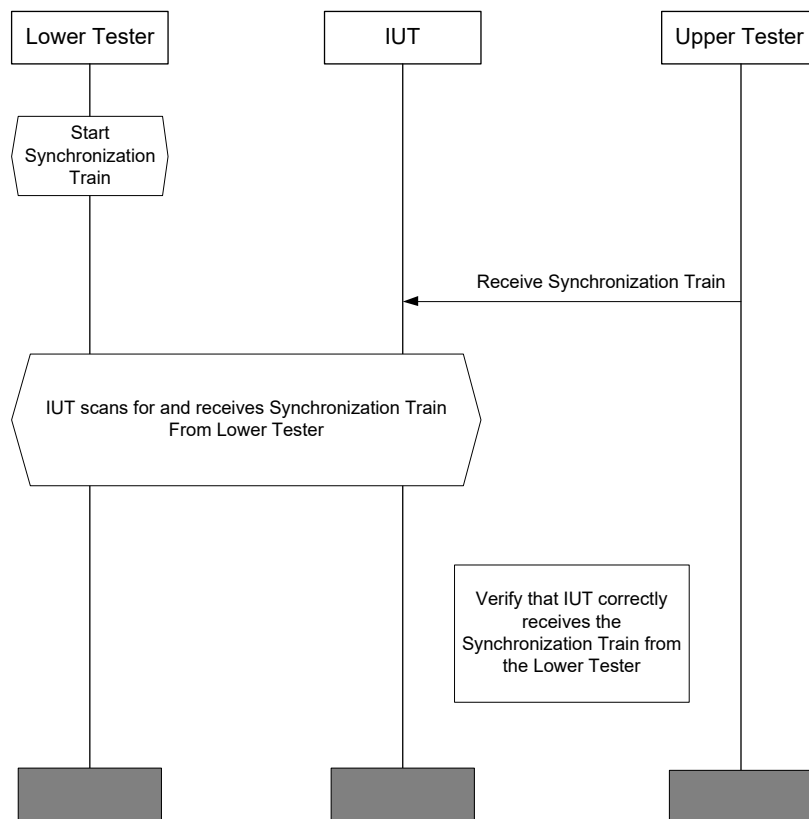 Lower Tester
IUT
Upper Tester
Start
Synchronization
Train
Receive Synchronization Train
IUT scans for and receives Synchronization Train
From Lower Tester
Verify that IUT correctly
receives the
Synchronization Train from
the Lower Tester